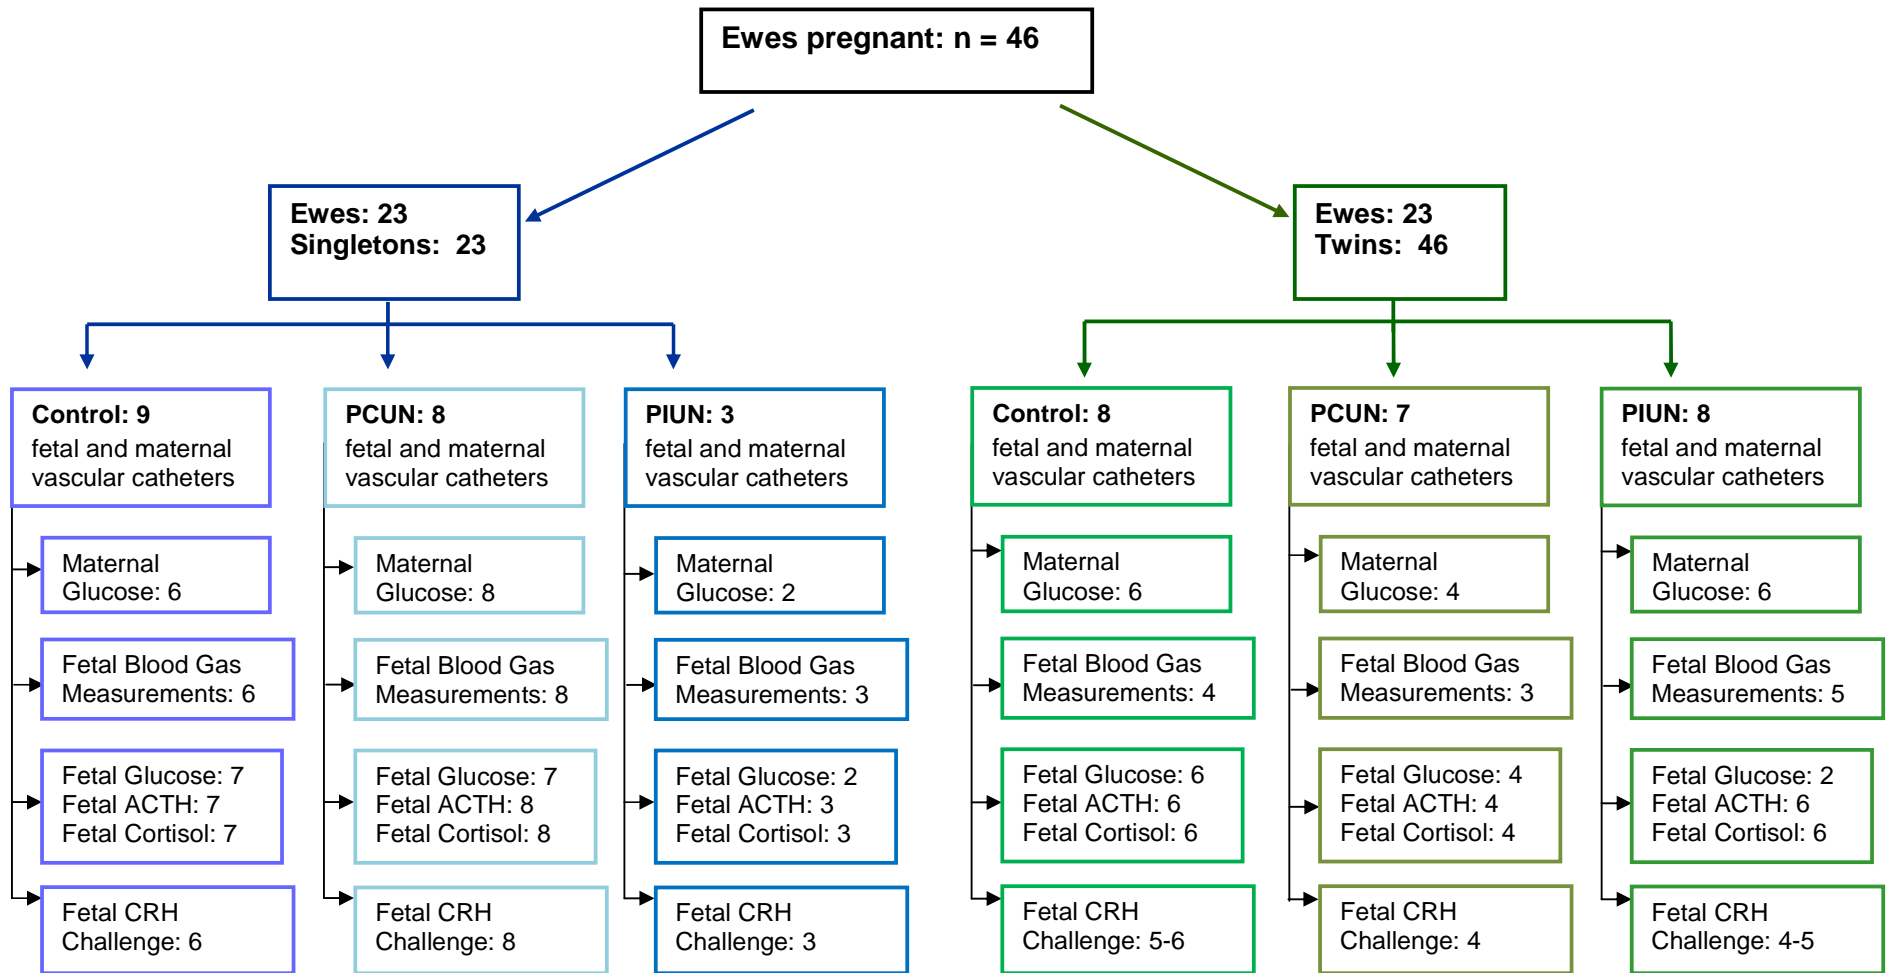 Ewes pregnant: n = 46
Ewes: 23
Singletons: 23
Ewes: 23
Twins: 46
Control: 9
fetal and maternal
vascular catheters
Maternal
Glucose: 6
Fetal Blood Gas
Measurements: 6
Fetal Glucose: 7
Fetal ACTH: 7
Fetal Cortisol: 7
Fetal CRH
Challenge: 6
PCUN: 8
fetal and maternal
vascular catheters
Maternal
Glucose: 8
Fetal Blood Gas
Measurements: 8
Fetal Glucose: 7
Fetal ACTH: 8
Fetal Cortisol: 8
Fetal CRH
Challenge: 8
PIUN: 3
fetal and maternal
vascular catheters
Maternal
Glucose: 2
Fetal Blood Gas
Measurements: 3
Fetal Glucose: 2
Fetal ACTH: 3
Fetal Cortisol: 3
Fetal CRH
Challenge: 3
Control: 8
fetal and maternal
vascular catheters
Maternal
Glucose: 6
Fetal Blood Gas
Measurements: 4
Fetal Glucose: 6
Fetal ACTH: 6
Fetal Cortisol: 6
Fetal CRH
Challenge: 5-6
PCUN: 7
fetal and maternal
vascular catheters
Maternal
Glucose: 4
Fetal Blood Gas
Measurements: 3
Fetal Glucose: 4
Fetal ACTH: 4
Fetal Cortisol: 4
Fetal CRH
Challenge: 4
PIUN: 8
fetal and maternal
vascular catheters
Maternal
Glucose: 6
Fetal Blood Gas
Measurements: 5
Fetal Glucose: 2
Fetal ACTH: 6
Fetal Cortisol: 6
Fetal CRH
Challenge: 4-5